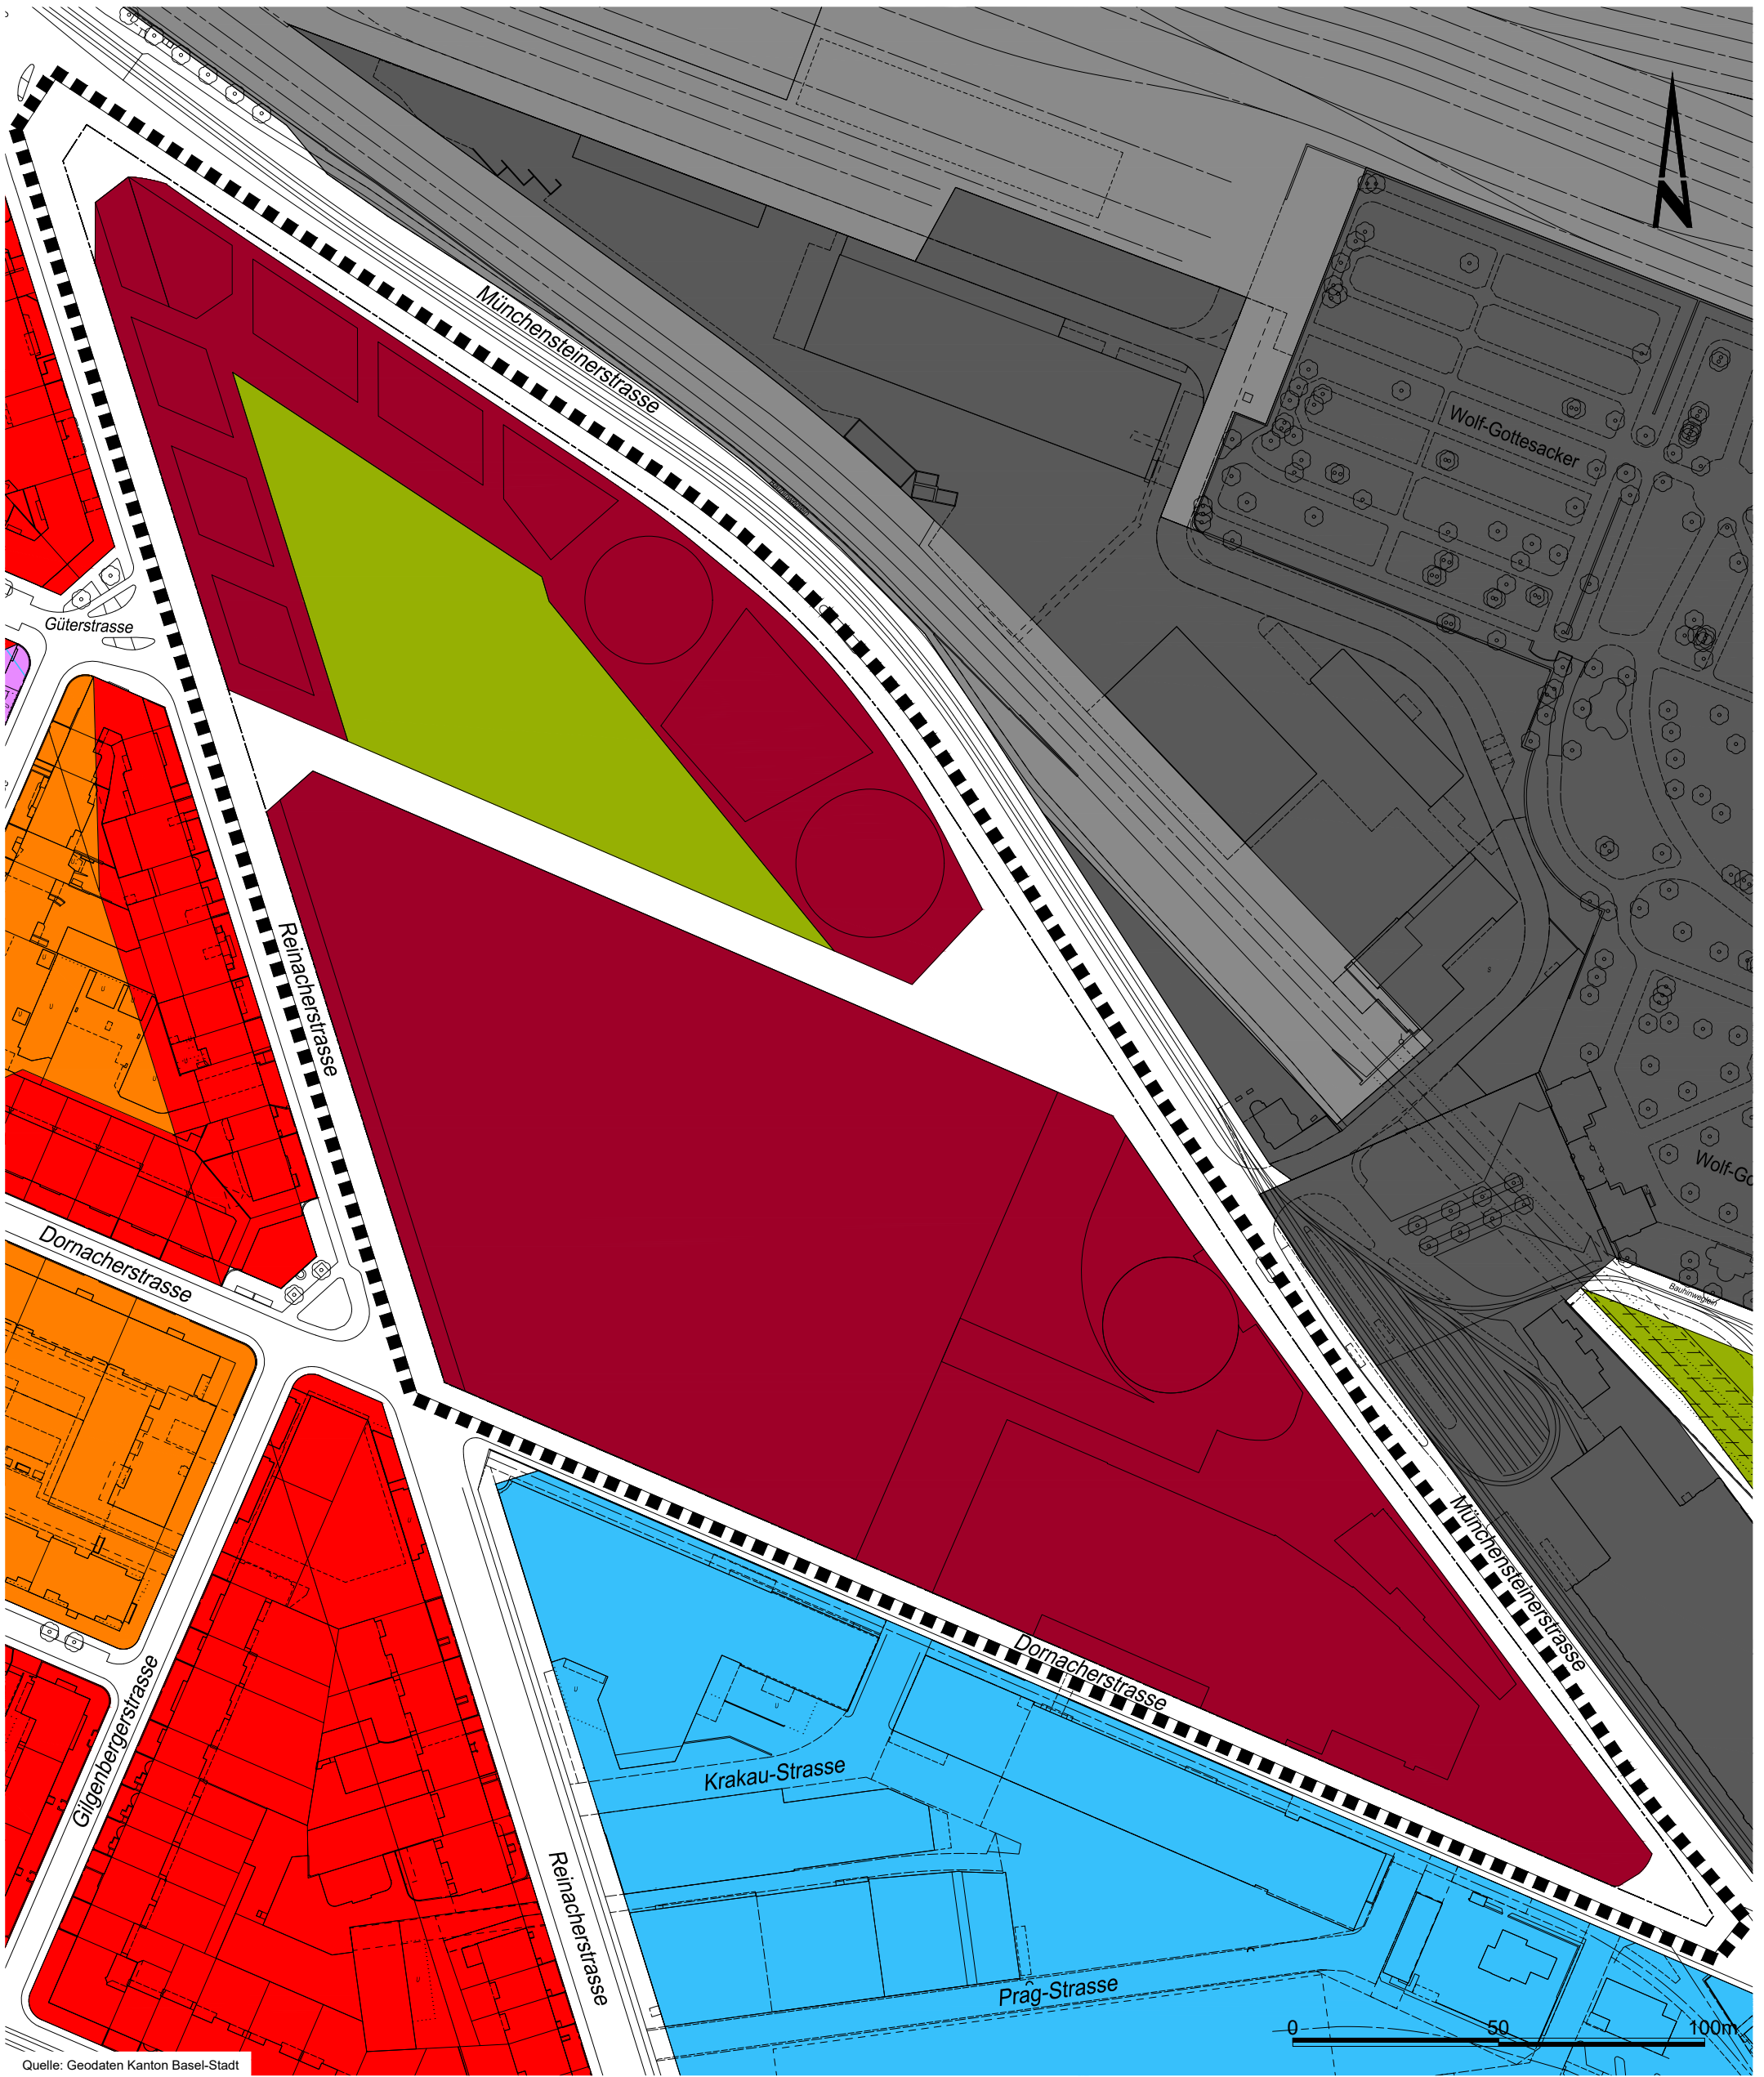 N
Münchensteinerstrasse
Wolf-Gottesacker
Güterstrasse
Reinacherstrasse
Wolf-Go
Dornacherstrasse
Bauhinweglein
Münchensteinerstrasse
Dornacherstrasse
Gilgenbergerstrasse
Krakau-Strasse
Reinacherstrasse
Prag-Strasse
0 50 100m
Quelle: Geodaten Kanton Basel-Stadt